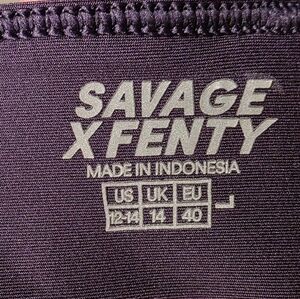 SAVAGE
X FENTY
MADE IN INDONESIA
US UK EU
12-14 14 40
L